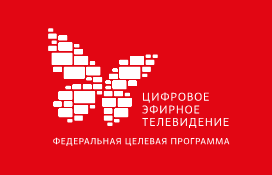 ЦИФРОВОЕ
ЭФИРНОЕ
ТЕЛЕВИДЕНИЕ
ФЕДЕРАЛЬНАЯ ЦЕЛЕВАЯ ПРОГРАММА